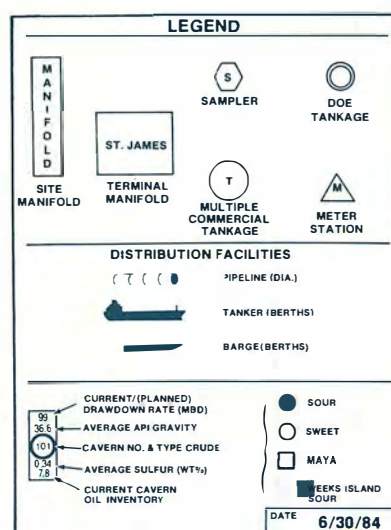 LEGEND
MANIFOLD
SITE
MANIFOLD
ST. JAMES
TERMINAL
MANIFOLD
S
SAMPLER
DOE
TANKAGE
T
MULTIPLE
COMMERCIAL
TANKAGE
M
METER
STATION
DISTRIBUTION FACILITIES
PIPELINE (DIA.)
TANKER (BERTHS)
BARGE (BERTHS)
99
36.6
101
0.34
7.8
CURRENT/(PLANNED)
DRAWDOWN RATE (MBD)
AVERAGE API GRAVITY
CAVERN NO. & TYPE CRUDE
AVERAGE SULFUR (WT%)
CURRENT CAVERN
OIL INVENTORY
SOUR
SWEET
MAYA
WEEKS ISLAND
SOUR
DATE 6/30/84